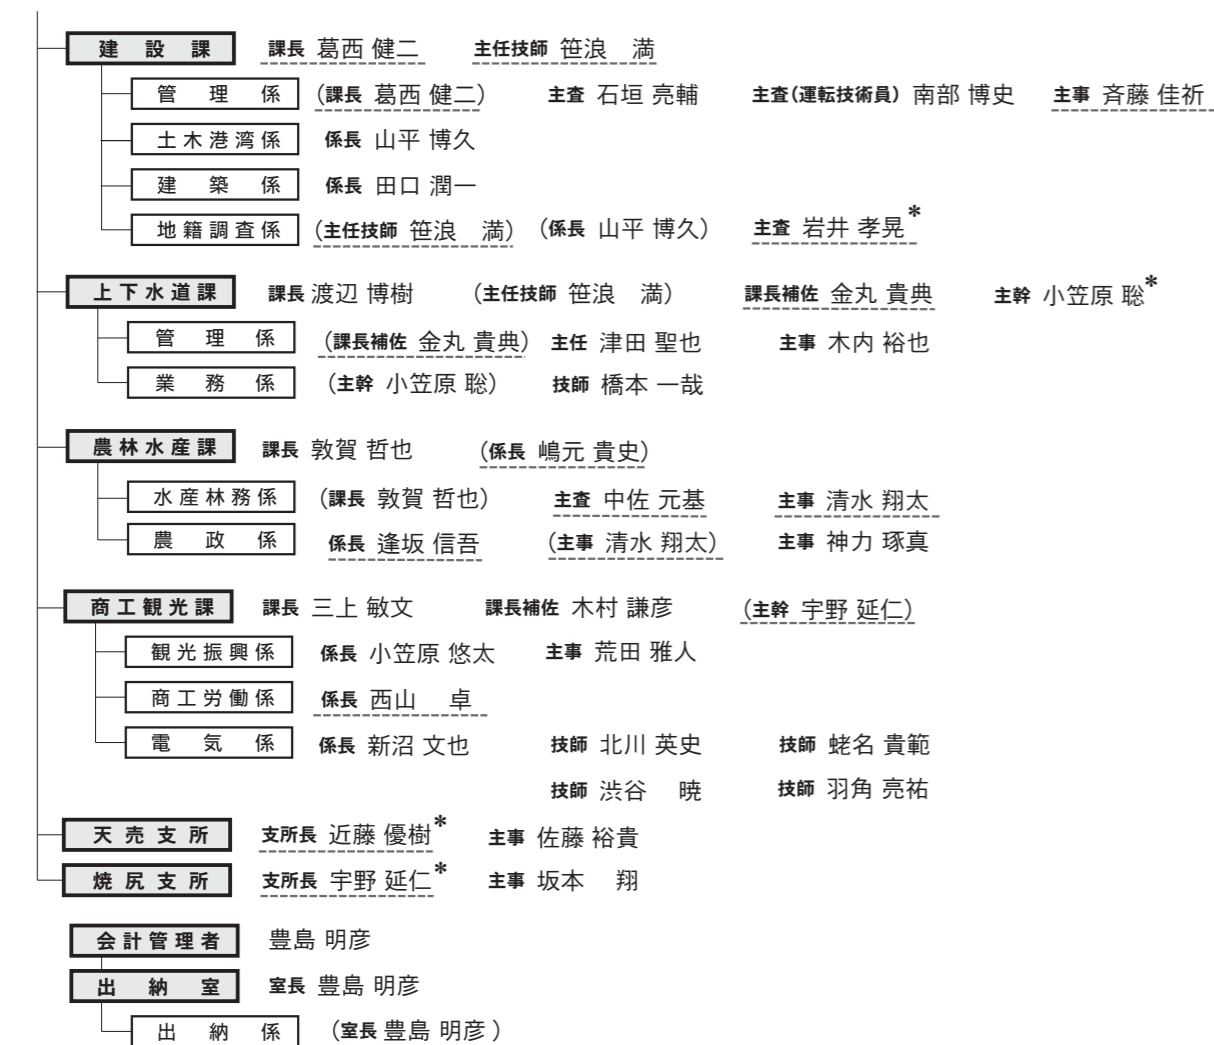 建設課 課長 葛西 健二 主任技師 笹浪 満
管理係 (課長 葛西 健二) 主査 石垣 亮輔 主査(運転技術員) 南部 博史 主事 斉藤 佳祈
土木港湾係 係長 山平 博久
建築係 係長 田口 潤一
地籍調査係 (主任技師 笹浪 満) (係長 山平 博久) 主査 岩井 孝晃*
上下水道課 課長 渡辺 博樹 (主任技師 笹浪 満) 課長補佐 金丸 貴典 主幹 小笠原 聡*
管理係 (課長補佐 金丸 貴典) 主任 津田 聖也 主事 木内 裕也
業務係 (主幹 小笠原 聡) 技師 橋本 一哉
農林水産課 課長 敦賀 哲也 (係長 嶋元 貴史)
水産林務係 (課長 敦賀 哲也) 主査 中佐 元基 主事 清水 翔太
農政係 係長 逢坂 信吾 (主事 清水 翔太) 主事 神力 琢真
商工観光課 課長 三上 敏文 課長補佐 木村 謙彦 (主幹 宇野 延仁)
観光振興係 係長 小笠原 悠太 主事 荒田 雅人
商工労働係 係長 西山 卓
電気係 係長 新沼 文也 技師 北川 英史 技師 蛯名 貴範
技師 渋谷 暁 技師 羽角 亮祐
天売支所 支所長 近藤 優樹* 主事 佐藤 裕貴
焼尻支所 支所長 宇野 延仁* 主事 坂本 翔
会計管理者 豊島 明彦
出納室 室長 豊島 明彦
出納係 (室長 豊島 明彦 )